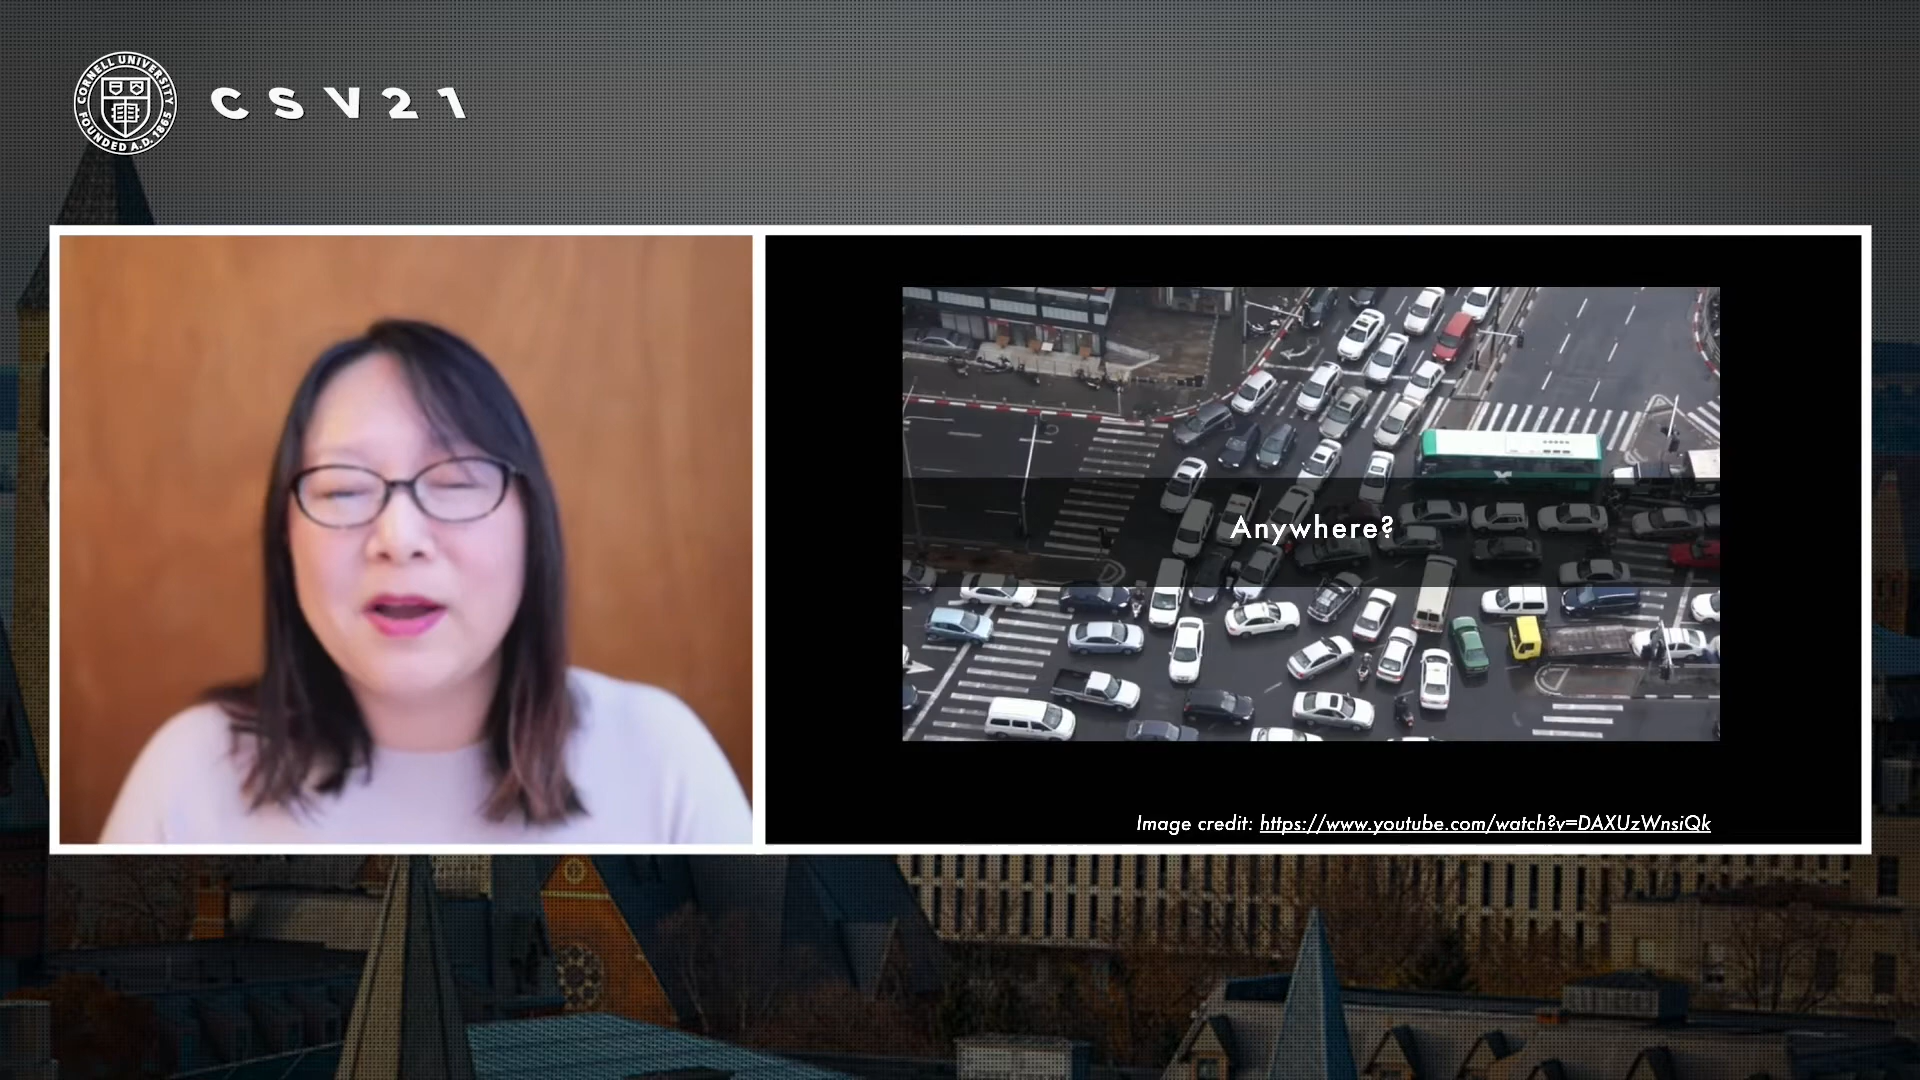 CORNELL UNIVERSITY
FOUNDED A.D. 1865
CSV21
Anywhere?
Image credit: https://www.youtube.com/watch?v=DAXUzWnsiQk